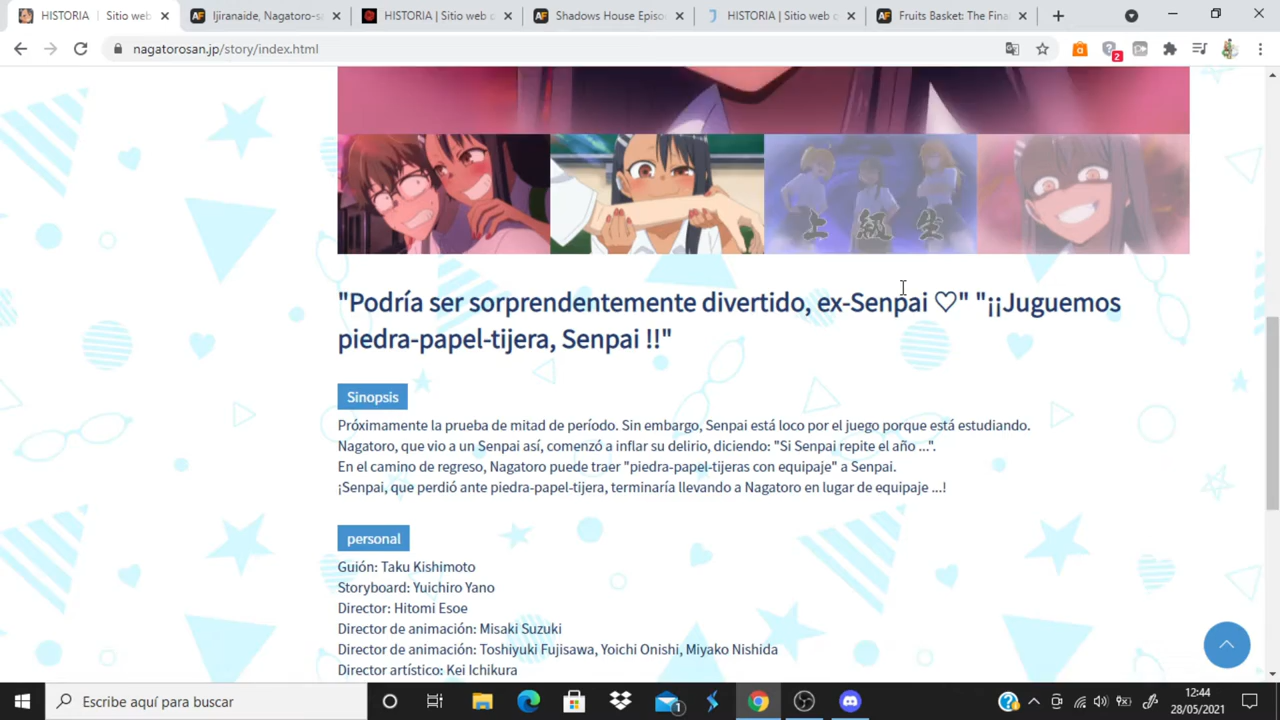 HISTORIA | Sitio web
Ijiranaide, Nagatoro-sa
HISTORIA | Sitio web d
Shadows House Episo
HISTORIA | Sitio web o
Fruits Basket: The Fina
nagatorosan.jp/story/index.html
2
上級生
"Podría ser sorprendentemente divertido, ex-Senpai ♡" "¡¡Juguemos
piedra-papel-tijera, Senpai !!"
Sinopsis
Próximamente la prueba de mitad de período. Sin embargo, Senpai está loco por el juego porque está estudiando.
Nagatoro, que vio a un Senpai así, comenzó a inflar su delirio, diciendo: "Si Senpai repite el año ...".
En el camino de regreso, Nagatoro puede traer "piedra-papel-tijeras con equipaje" a Senpai.
¡Senpai, que perdió ante piedra-papel-tijera, terminaría llevando a Nagatoro en lugar de equipaje ...!
personal
Guión: Taku Kishimoto
Storyboard: Yuichiro Yano
Director: Hitomi Esoe
Director de animación: Misaki Suzuki
Director de animación: Toshiyuki Fujisawa, Yoichi Onishi, Miyako Nishida
Director artístico: Kei Ichikura
Escribe aquí para buscar
1
12:44
28/05/2021